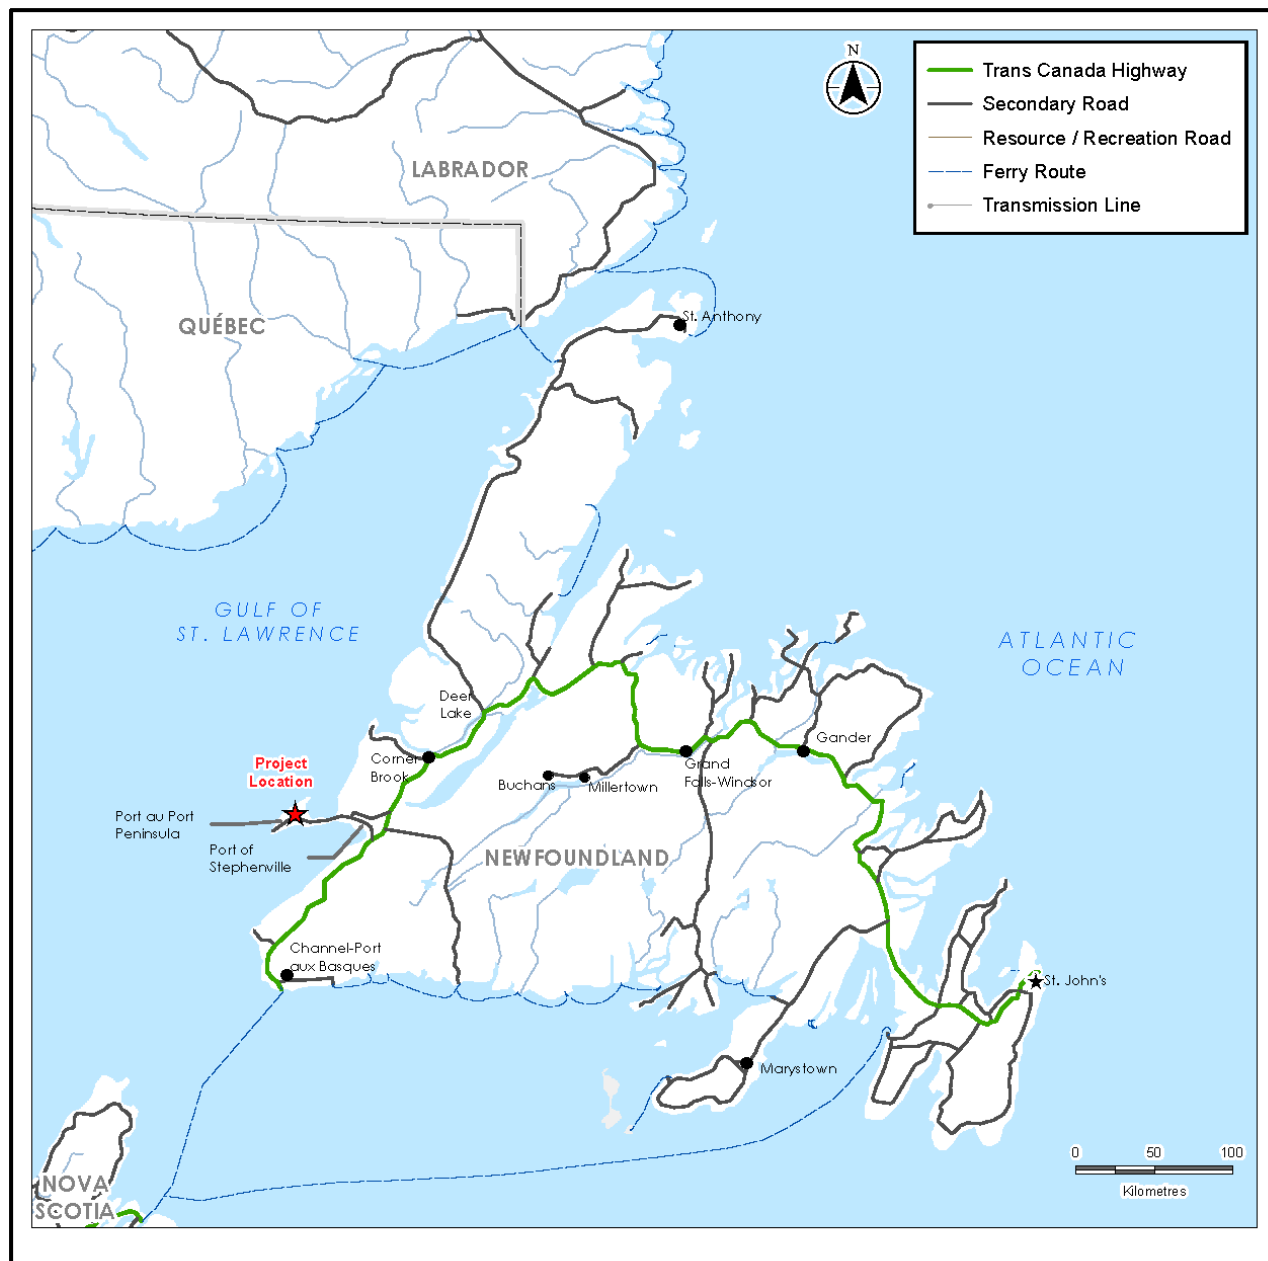 N
Trans Canada Highway
Secondary Road
Resource / Recreation Road
Ferry Route
Transmission Line
LABRADOR
QUÉBEC
St. Anthony
GULF OF
ST. LAWRENCE
ATLANTIC
OCEAN
Deer
Lake
Corner
Brook
Project
Location
Gander
Grand
Falls-Windsor
Buchans
Millertown
Port au Port
Peninsula
Port of
Stephenville
NEWFOUNDLAND
Channel-Port
aux Basques
St. John's
Marystown
NOVA
SCOTIA
0 50 100
Kilometres